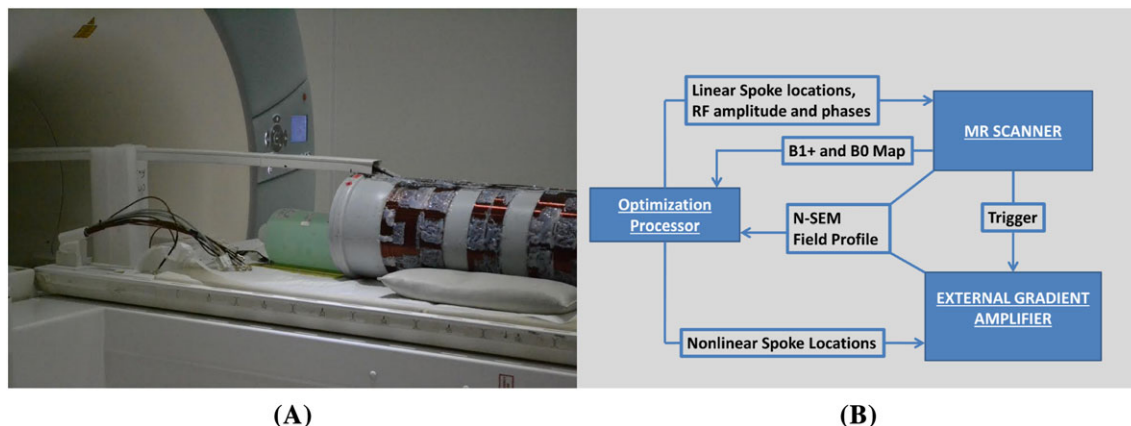 Linear Spoke locations,
RF amplitude and phases
MR SCANNER
B1+ and B0 Map
Optimization
Processor
N-SEM
Field Profile
Trigger
EXTERNAL GRADIENT
AMPLIFIER
Nonlinear Spoke Locations
(A)
(B)